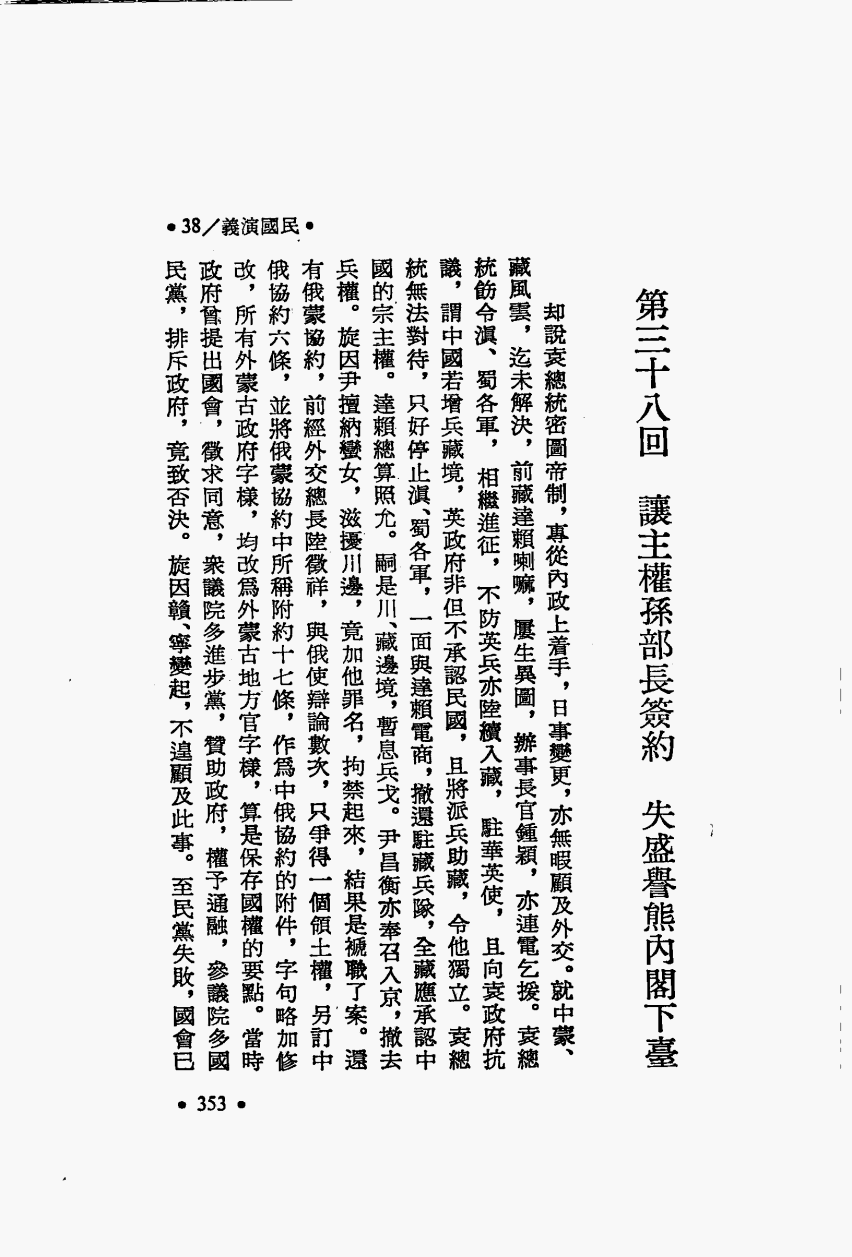 •38／義演國民•
第三十八回　讓主權孫部長簽約　失盛譽熊內閣下臺
却說袁總統密圖帝制，專從內政上着手，日事變更，亦無暇顧及外交。就中蒙、
藏風雲，迄未解決，前藏達賴喇嘛，屢生異圖，辦事長官鍾穎，亦連電乞援。袁總
統飭令滇、蜀各軍，相繼進征，不防英兵亦陸續入藏，駐華英使，且向袁政府抗
議，謂中國若增兵藏境，英政府非但不承認民國，且將派兵助藏，令他獨立。袁總
統無法對待，只好停止滇、蜀各軍，一面與達賴電商，撤還駐藏兵隊，全藏應承認中
國的宗主權。達賴總算照允。嗣是川、藏邊境，暫息兵戈。尹昌衡亦奉召入京，撤去
兵權。旋因尹擅納蠻女，滋擾川邊，竟加他罪名，拘禁起來，結果是褫職了案。還
有俄蒙協約，前經外交總長陸徵祥，與俄使辯論數次，只爭得一個領土權，另訂中
俄協約六條，並將俄蒙協約中所稱附約十七條，作爲中俄協約的附件，字句略加修
改，所有外蒙古政府字樣，均改爲外蒙古地方官字樣，算是保存國權的要點。當時
政府曾提出國會，徵求同意，衆議院多進步黨，贊助政府，權予通融，參議院多國
民黨，排斥政府，竟致否決。旋因贛、寧變起，不遑顧及此事。至民黨失敗，國會已
•353•